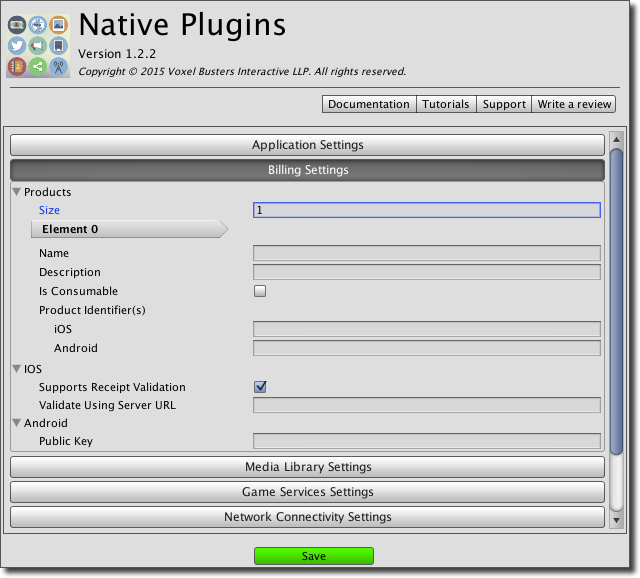 Native Plugins
Version 1.2.2
Copyright © 2015 Voxel Busters Interactive LLP. All rights reserved.
Documentation Tutorials Support Write a review
Application Settings
Billing Settings
Products
Size 1
Element 0
Name
Description
Is Consumable
Product Identifier(s)
iOS
Android
IOS
Supports Receipt Validation
Validate Using Server URL
Android
Public Key
Media Library Settings
Game Services Settings
Network Connectivity Settings
Save